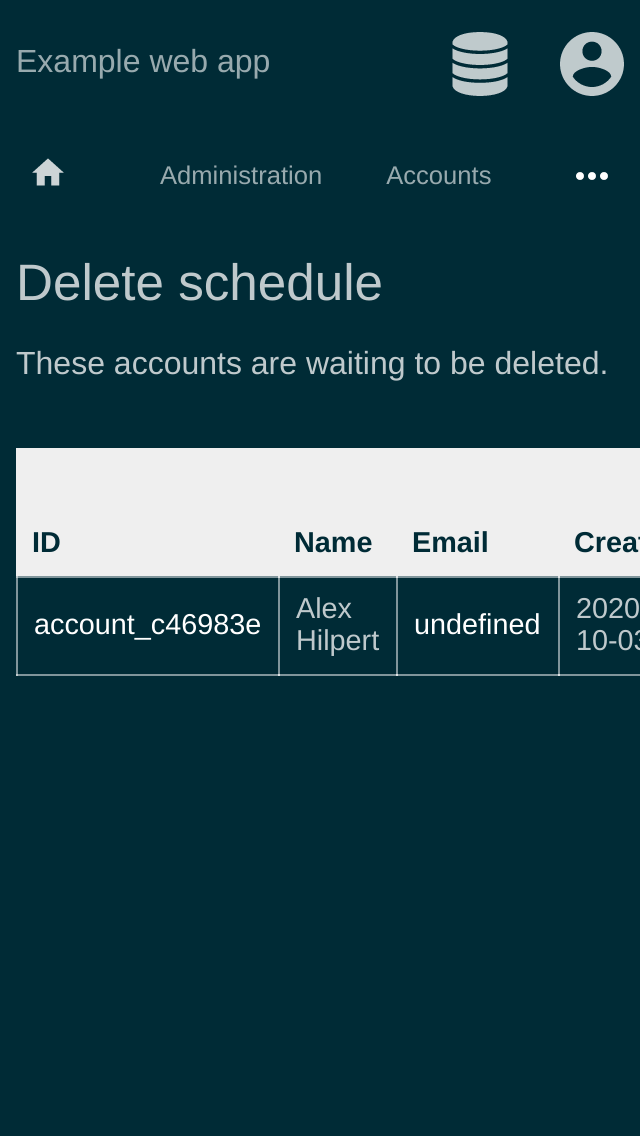 Example web app
Administration Accounts
Delete schedule
These accounts are waiting to be deleted.
ID Name Email
account_c46983e Alex Hilpert undefined 2020